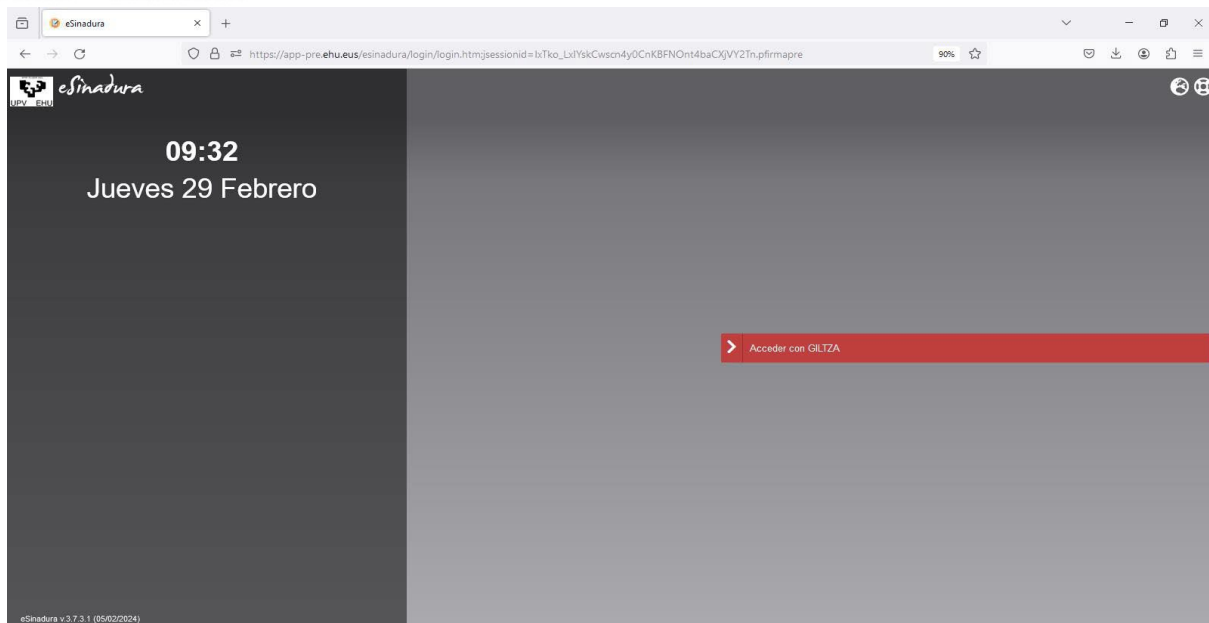 eSinadura
https://app-pre.ehu.eus/esinadura/login/login.htm;jsessionid=IxTko_LxIYskCwscn4y0CnKBFNOnt4baCXjVY2Tn.pfirmapre
90%
UPV EHU
eSinadura
09:32
Jueves 29 Febrero
Acceder con GILTZA
eSinadura v.3.7.3.1 (05/02/2024)